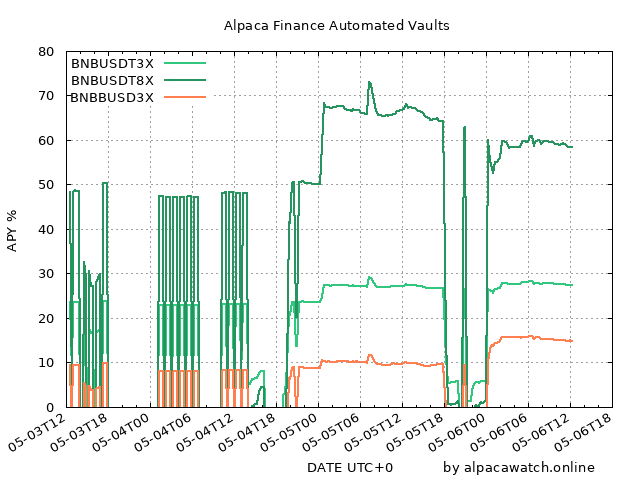 Alpaca Finance Automated Vaults
APY %
80
70
60
50
40
30
20
10
0
BNBUSDT3X
BNBUSDT8X
BNBBUSD3X
05-03T12
05-03T18
05-04T00
05-04T06
05-04T12
05-04T18
05-05T00
05-05T06
05-05T12
05-05T18
05-06T00
05-06T06
05-06T12
05-06T18
DATE UTC+0
by alpacawatch.online